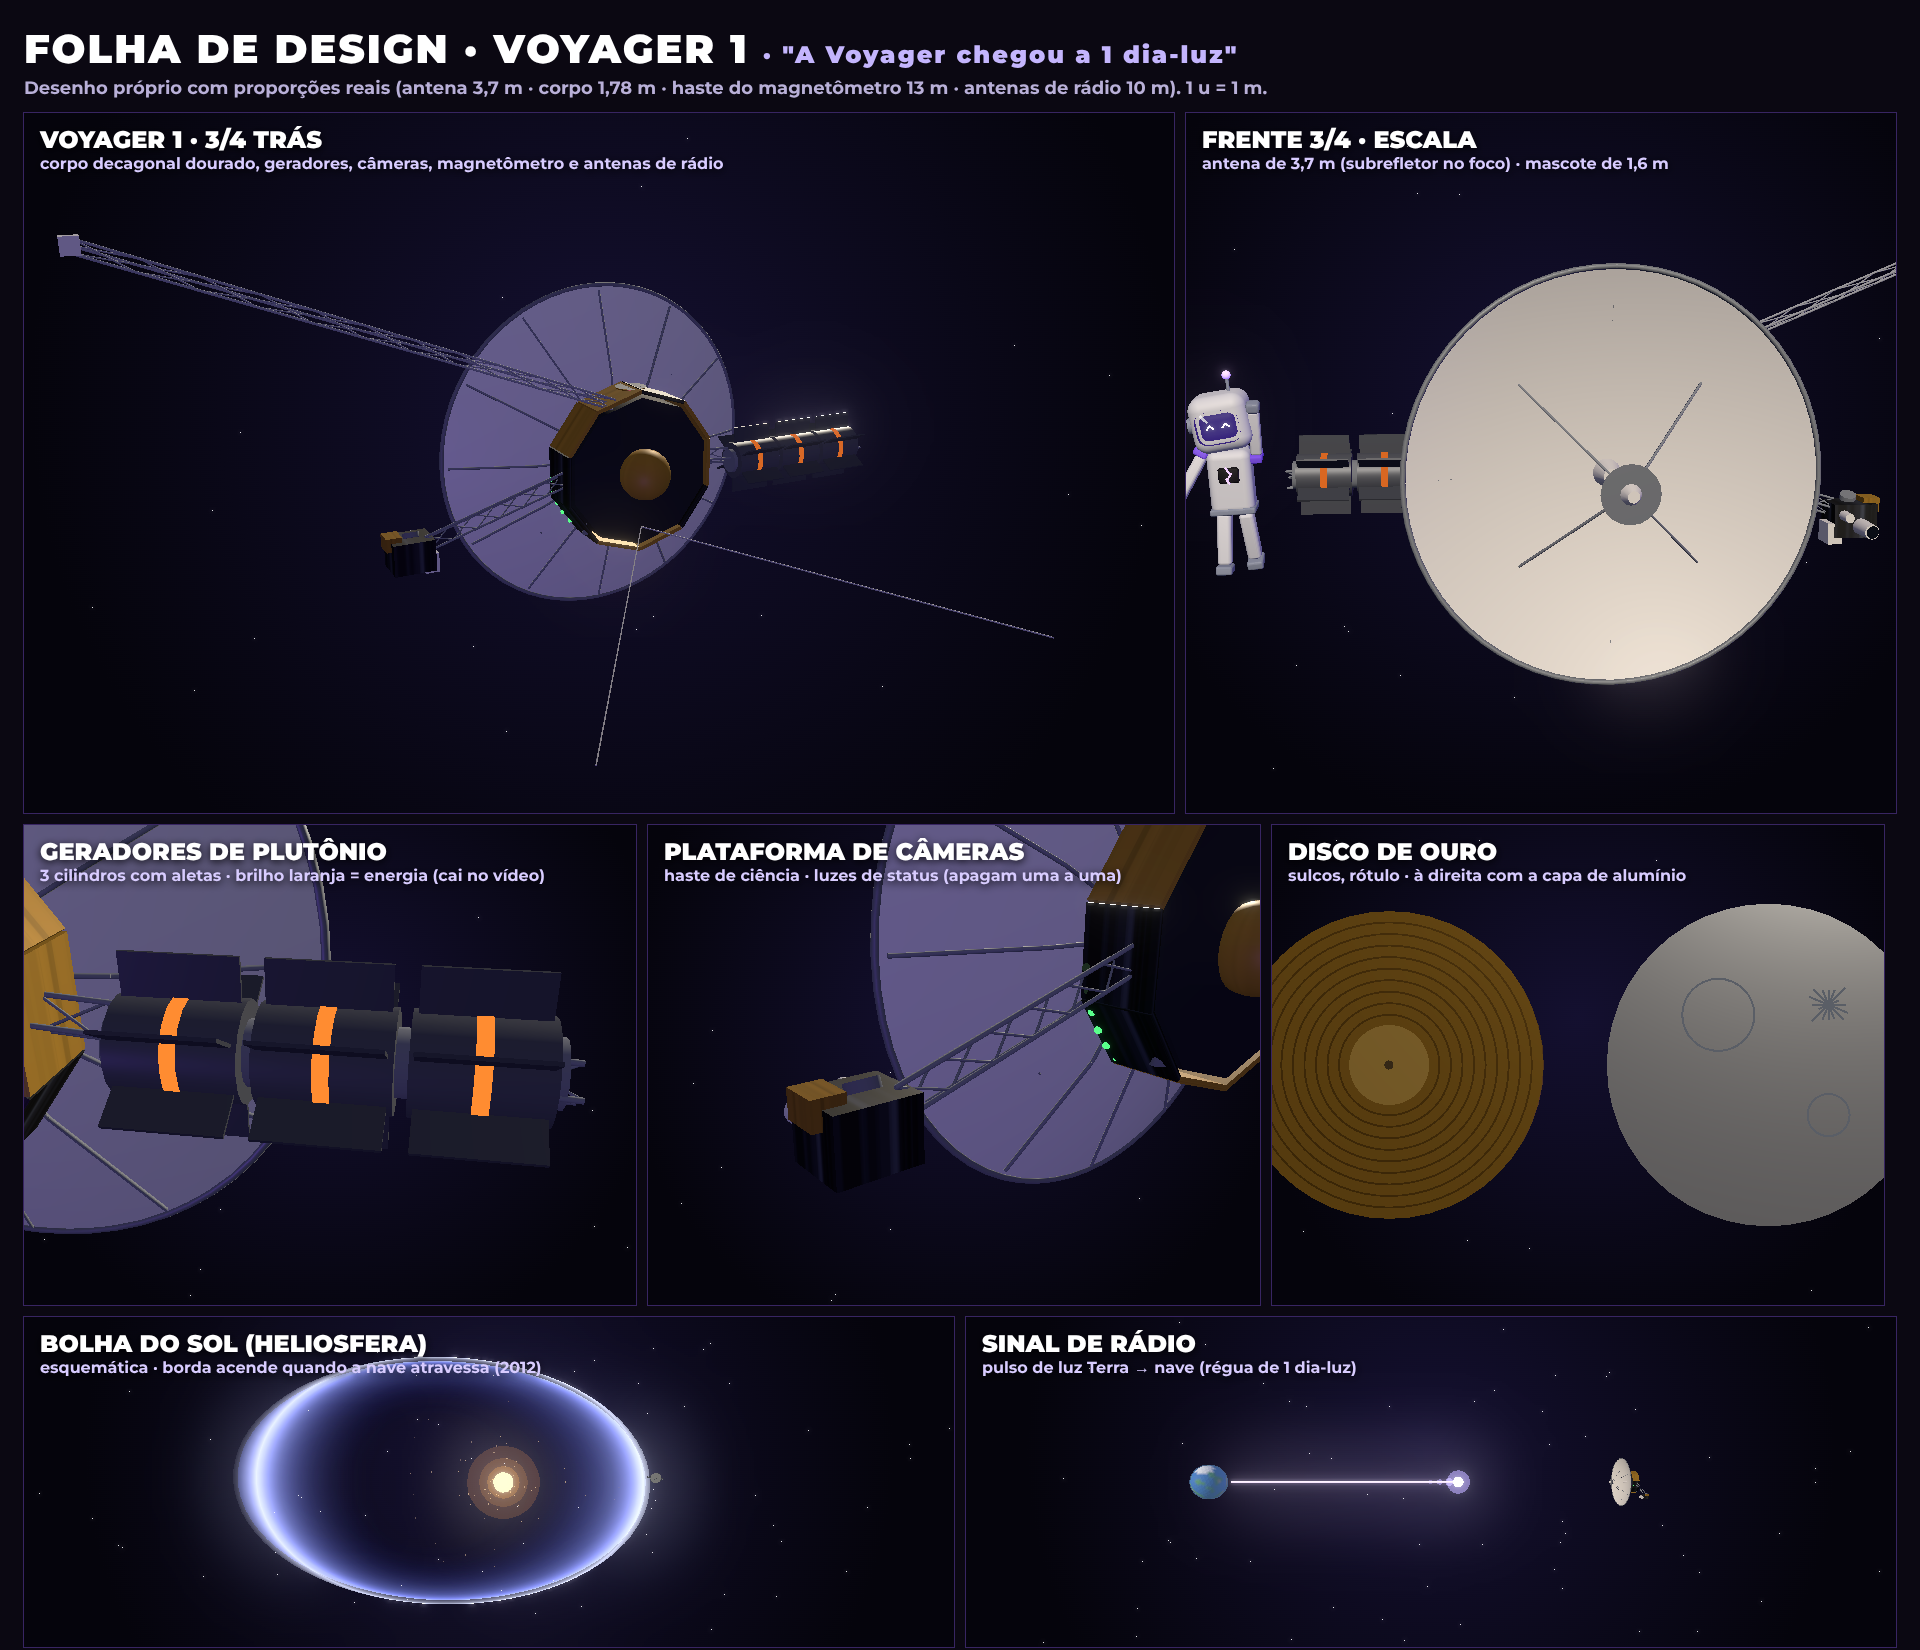 FOLHA DE DESIGN · VOYAGER 1 · "A Voyager chegou a 1 dia-luz"
Desenho próprio com proporções reais (antena 3,7 m · corpo 1,78 m · haste do magnetômetro 13 m · antenas de rádio 10 m). 1 u = 1 m.
VOYAGER 1 · 3/4 TRÁS
corpo decagonal dourado, geradores, câmeras, magnetômetro e antenas de rádio
FRENTE 3/4 · ESCALA
antena de 3,7 m (subrefletor no foco) · mascote de 1,6 m
GERADORES DE PLUTÔNIO
3 cilindros com aletas · brilho laranja = energia (cai no vídeo)
PLATAFORMA DE CÂMERAS
haste de ciência · luzes de status (apagam uma a uma)
DISCO DE OURO
sulcos, rótulo · à direita com a capa de alumínio
BOLHA DO SOL (HELIOSFERA)
esquemática · borda acende quando a nave atravessa (2012)
SINAL DE RÁDIO
pulso de luz Terra → nave (régua de 1 dia-luz)